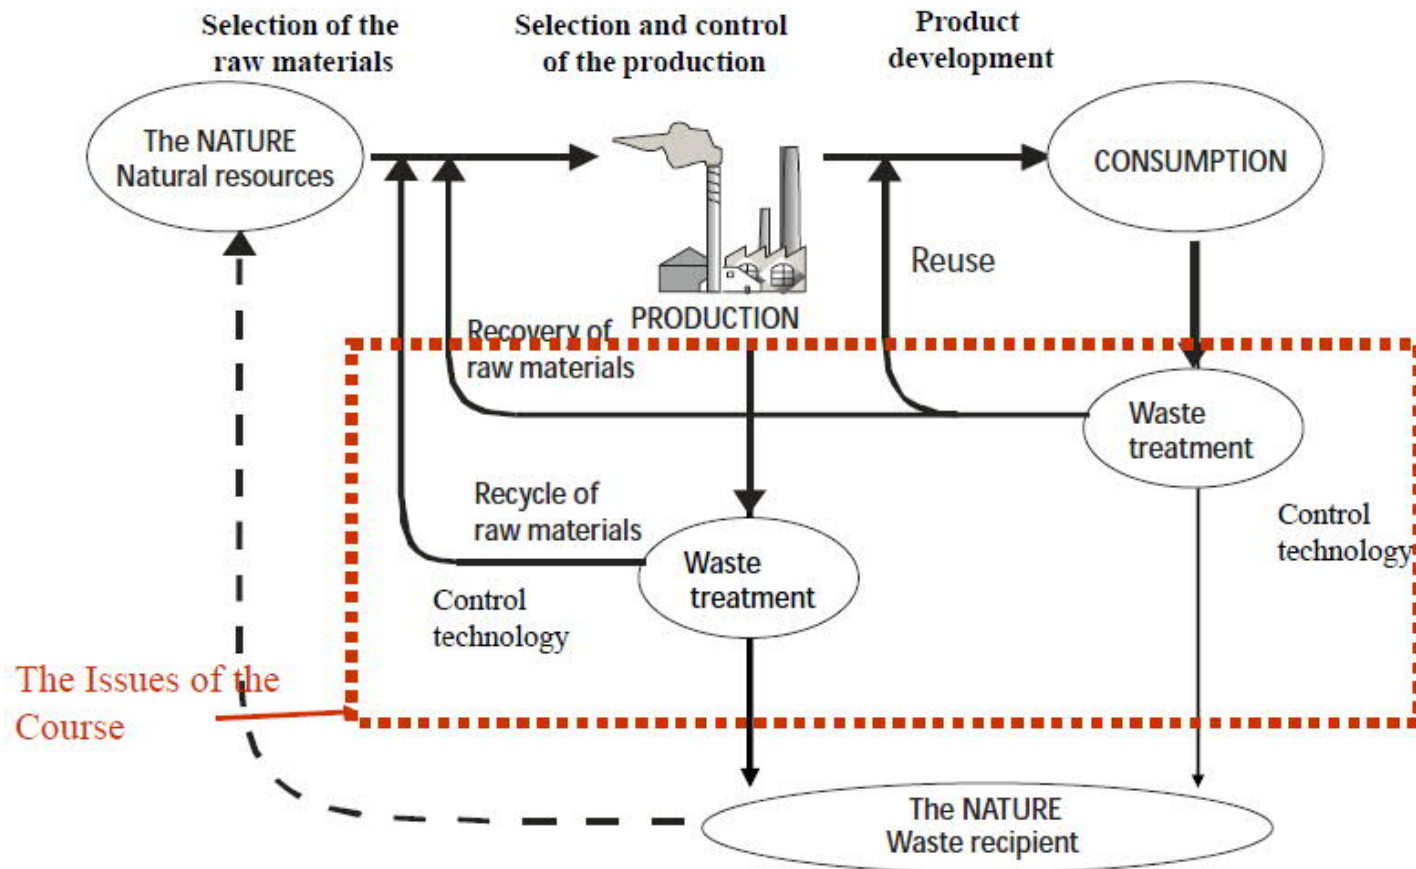 Selection of the
raw materials
Selection and control
of the production
Product
development
The NATURE
Natural resources
CONSUMPTION
Reuse
PRODUCTION
Recovery of
raw materials
Waste
treatment
Recycle of
raw materials
Waste
treatment
Control
technology
Control
technology
The Issues of the
Course
The NATURE
Waste recipient